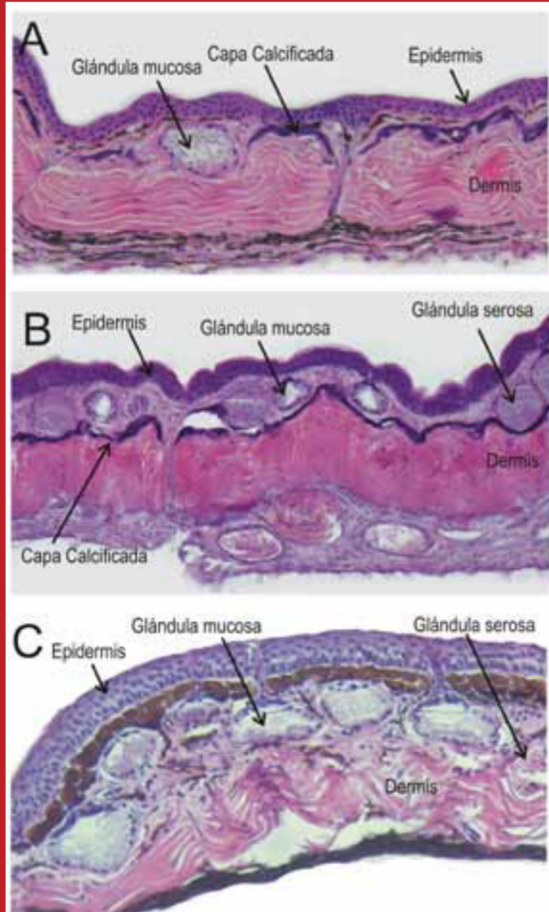 A
Glándula mucosa
Capa Calcificada
Epidermis
Dermis
B
Epidermis
Glándula mucosa
Glándula serosa
Dermis
Capa Calcificada
C
Epidermis
Glándula mucosa
Glándula serosa
Dermis